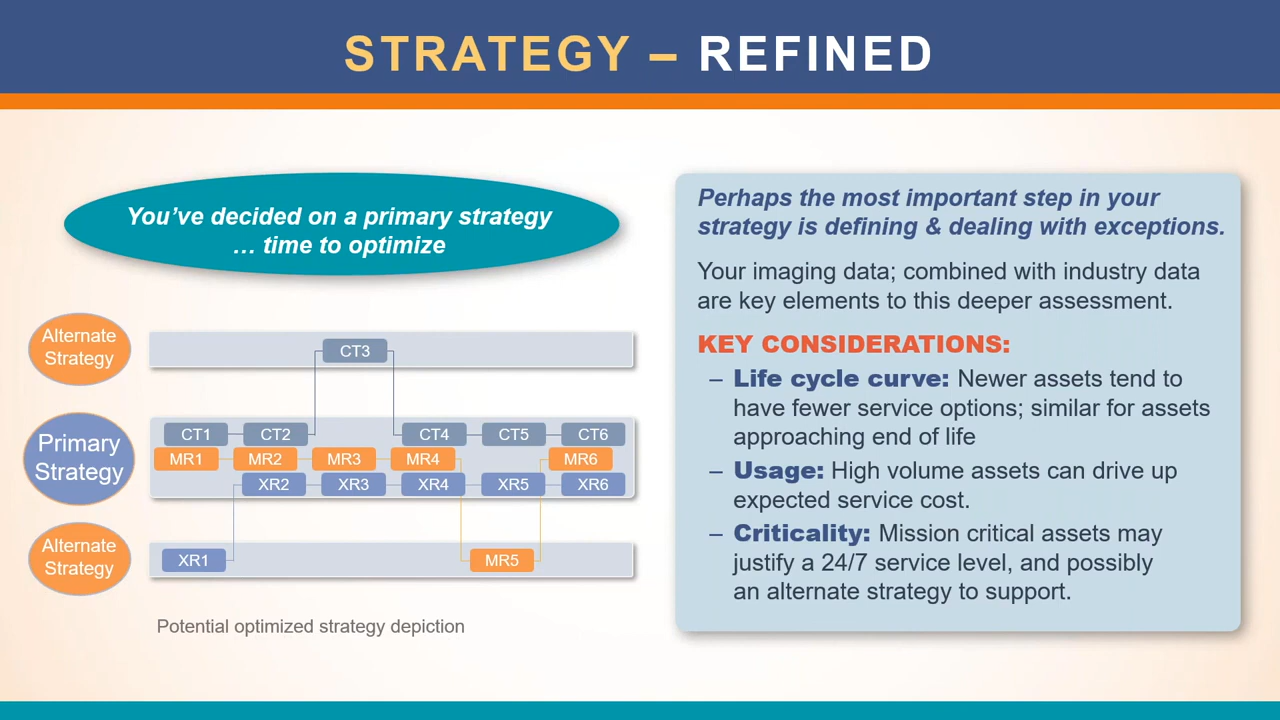 STRATEGY – REFINED
You’ve decided on a primary strategy
… time to optimize
Alternate
Strategy
CT3
Primary
Strategy
CT1 CT2 CT4 CT5 CT6
MR1 MR2 MR3 MR4 MR6
XR2 XR3 XR4 XR5 XR6
Alternate
Strategy
XR1 MR5
Potential optimized strategy depiction
Perhaps the most important step in your
strategy is defining & dealing with exceptions.
Your imaging data; combined with industry data
are key elements to this deeper assessment.
KEY CONSIDERATIONS:
– Life cycle curve: Newer assets tend to
have fewer service options; similar for assets
approaching end of life
– Usage: High volume assets can drive up
expected service cost.
– Criticality: Mission critical assets may
justify a 24/7 service level, and possibly
an alternate strategy to support.